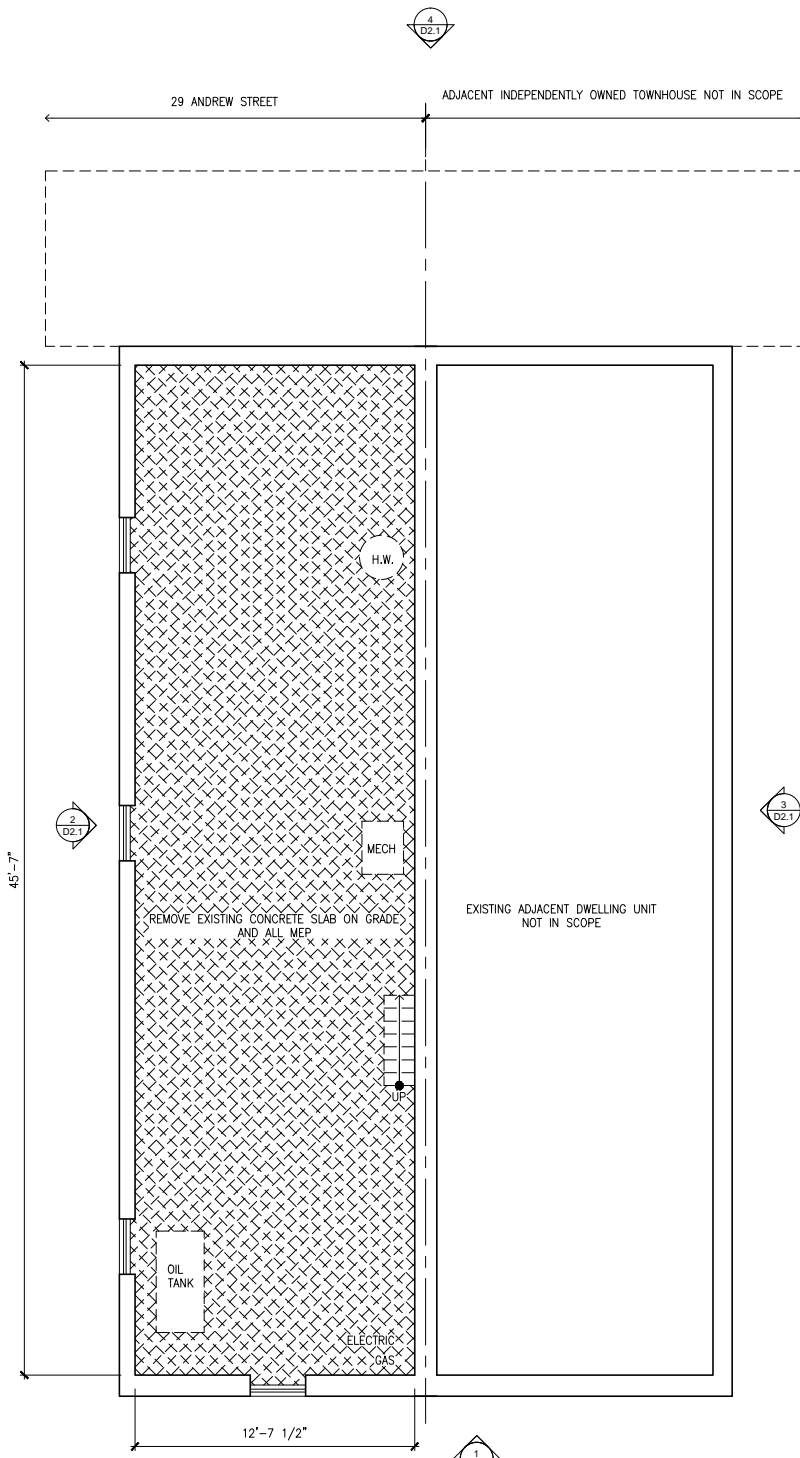 4
D2.1
29 ANDREW STREET
ADJACENT INDEPENDENTLY OWNED TOWNHOUSE NOT IN SCOPE
H.W.
2
D2.1
3
D2.1
MECH
45'-7"
REMOVE EXISTING CONCRETE SLAB ON GRADE
AND ALL MEP
EXISTING ADJACENT DWELLING UNIT
NOT IN SCOPE
UP
OIL
TANK
ELECTRIC
GAS
12'-7 1/2"
1